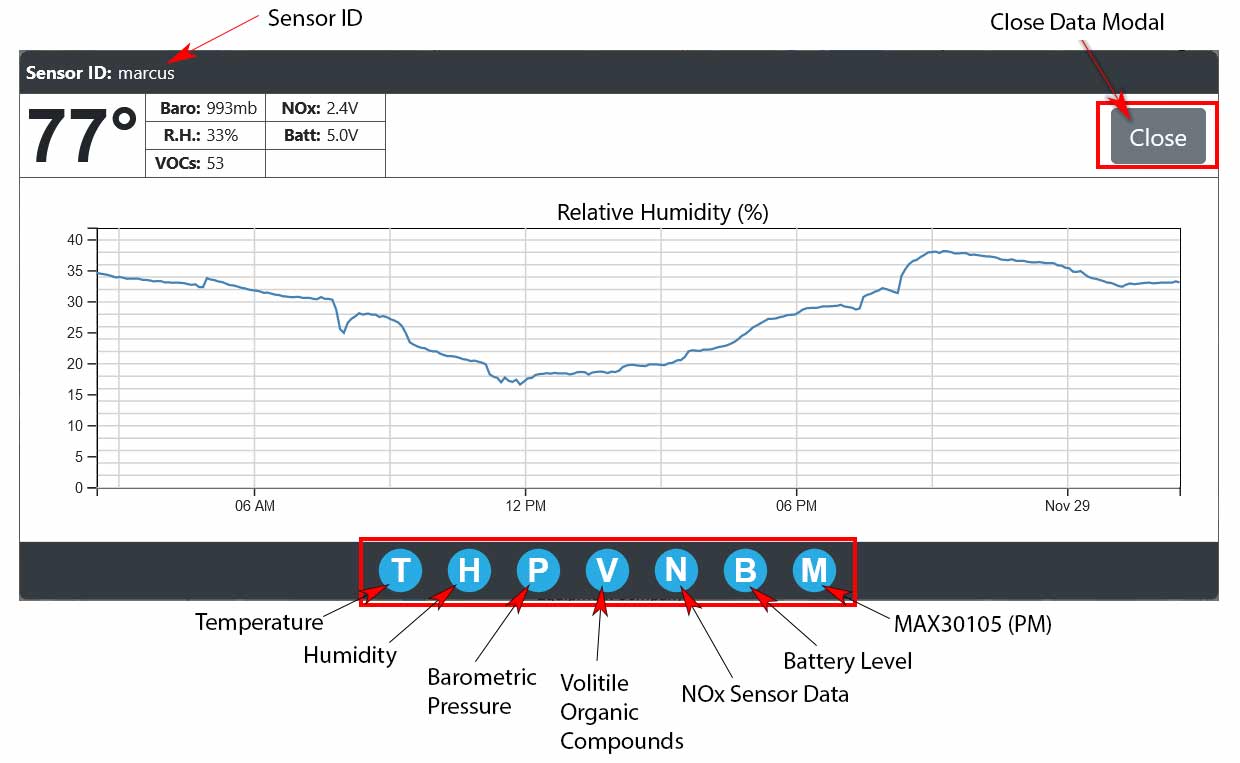 Sensor ID
Close Data Modal
Sensor ID: marcus
77°
Baro: 993mb
NOx: 2.4V
R.H.: 33%
Batt: 5.0V
VOCs: 53
Close
Relative Humidity (%)
40
35
30
25
20
15
10
5
0
06 AM
12 PM
06 PM
Nov 29
T H P V N B M
Temperature
Humidity
Barometric
Pressure
Volitile
Organic
Compounds
NOx Sensor Data
Battery Level
MAX30105 (PM)